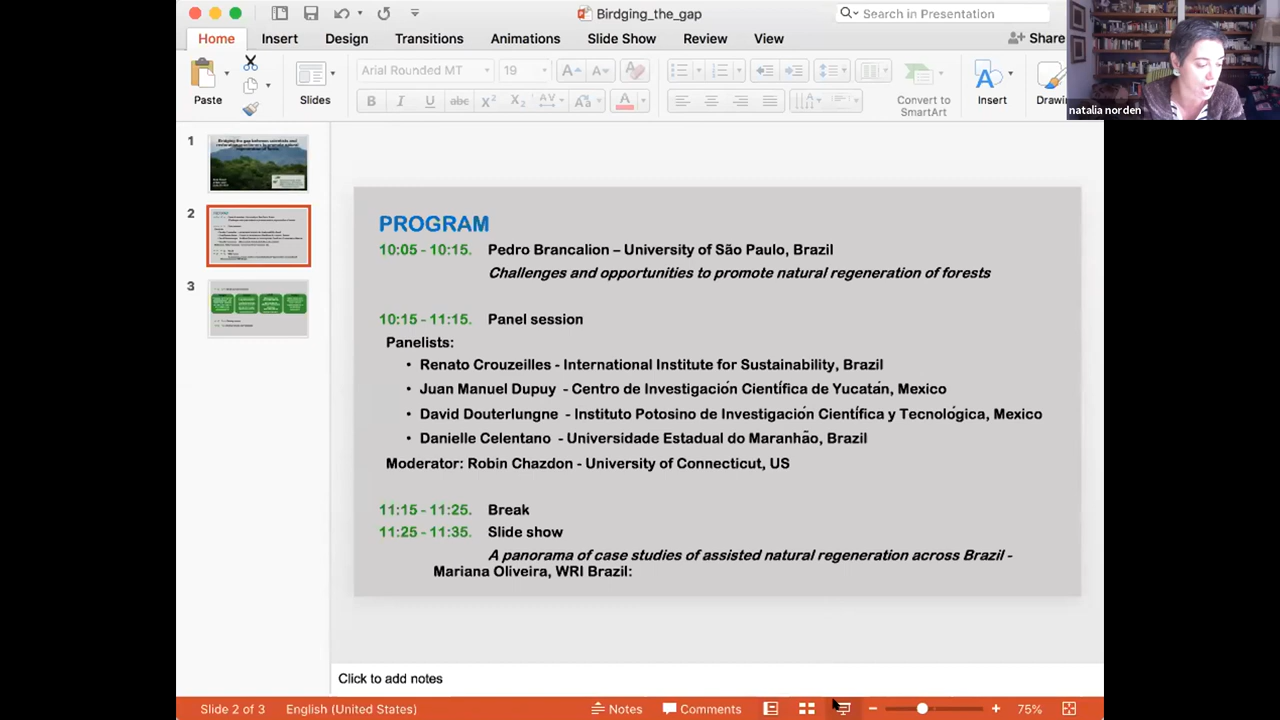 Birdging_the_gap
Search in Presentation
Home
Insert
Design
Transitions
Animations
Slide Show
Review
View
Share
natalia norden
Paste
Slides
Arial Rounded MT
19
Convert to
SmartArt
Insert
Drawi
1
2
3
PROGRAM
10:05 - 10:15. Pedro Brancalion – University of São Paulo, Brazil
Challenges and opportunities to promote natural regeneration of forests
10:15 - 11:15. Panel session
Panelists:
• Renato Crouzeilles - International Institute for Sustainability, Brazil
• Juan Manuel Dupuy - Centro de Investigación Científica de Yucatán, Mexico
• David Douterlungne - Instituto Potosino de Investigación Científica y Tecnológica, Mexico
• Danielle Celentano - Universidade Estadual do Maranhão, Brazil
Moderator: Robin Chazdon - University of Connecticut, US
11:15 - 11:25. Break
11:25 - 11:35. Slide show
A panorama of case studies of assisted natural regeneration across Brazil -
Mariana Oliveira, WRI Brazil:
Click to add notes
Slide 2 of 3
English (United States)
Notes
Comments
75%